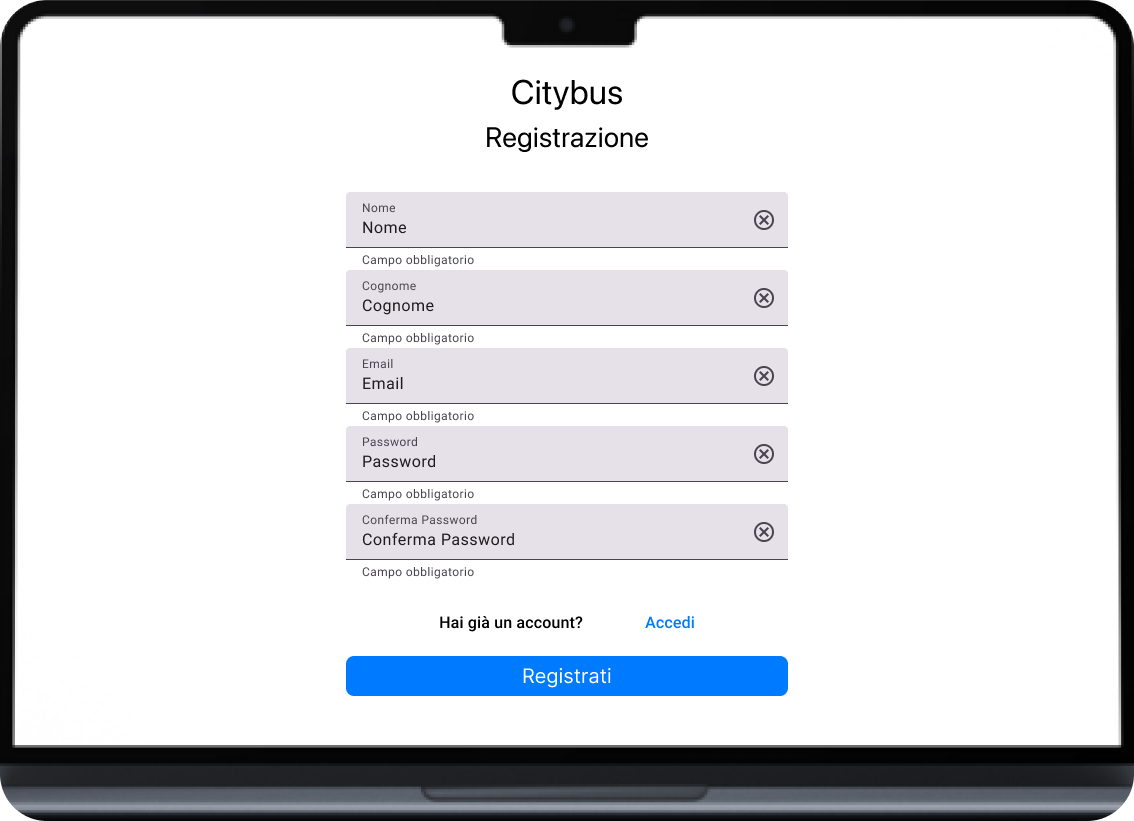 Citybus
Registrazione
Nome
Nome
Campo obbligatorio
Cognome
Cognome
Campo obbligatorio
Email
Email
Campo obbligatorio
Password
Password
Campo obbligatorio
Conferma Password
Conferma Password
Campo obbligatorio
Hai già un account? Accedi
Registrati